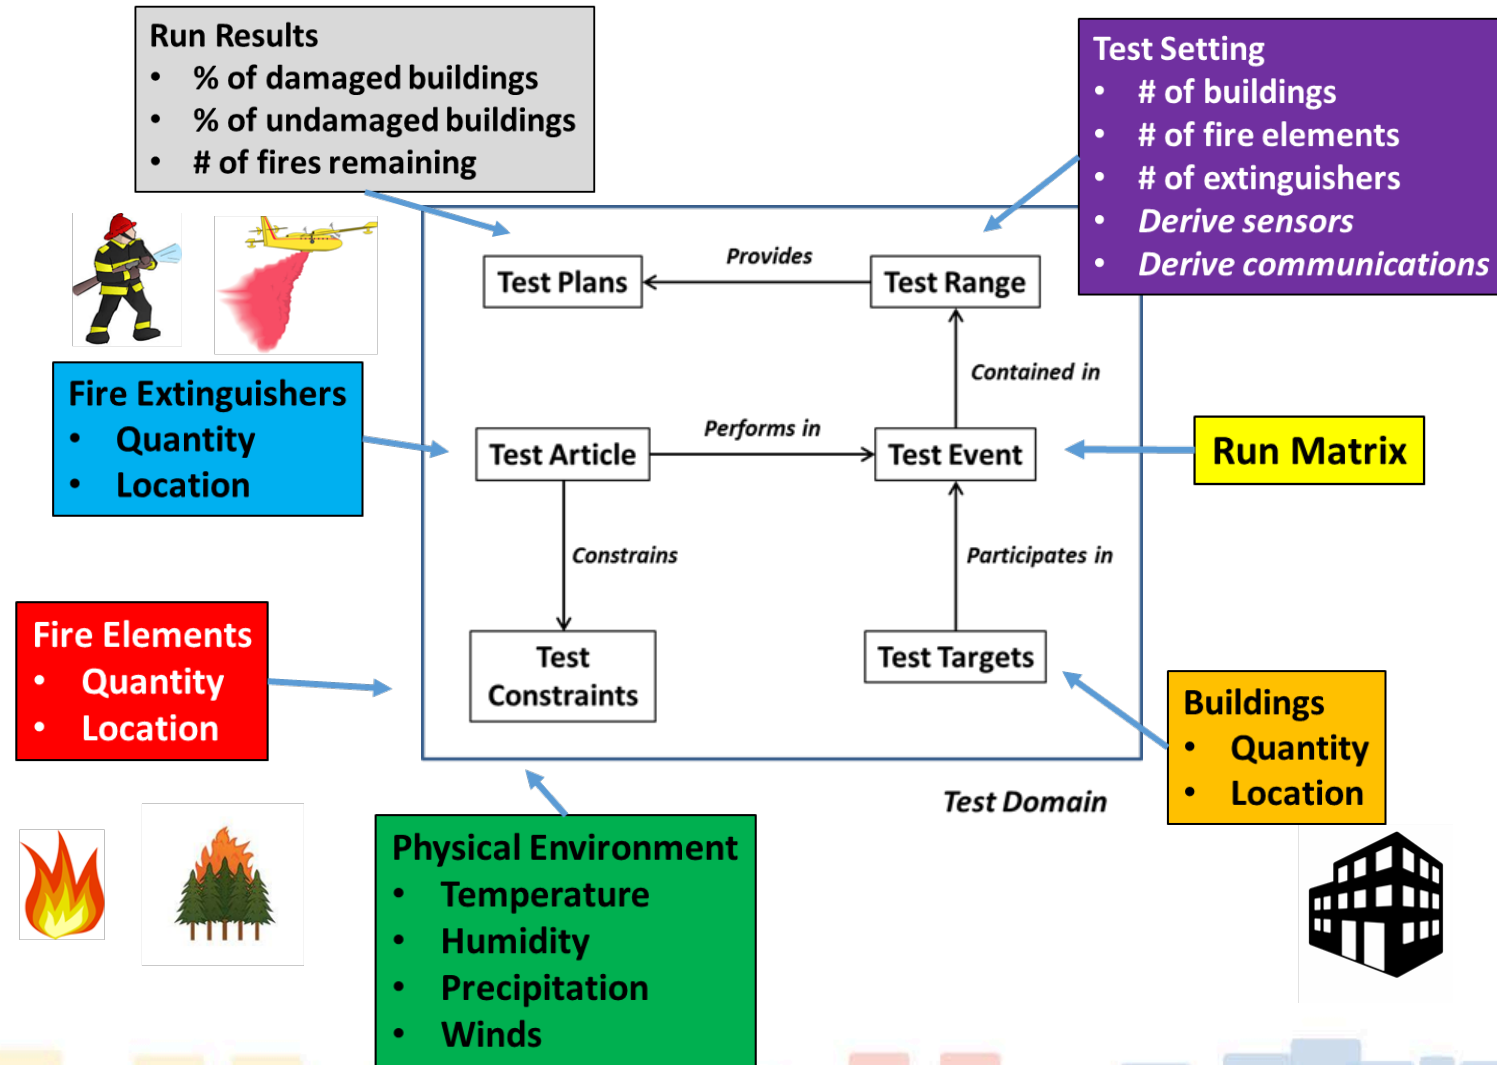 Run Results
• % of damaged buildings
• % of undamaged buildings
• # of fires remaining
Test Setting
• # of buildings
• # of fire elements
• # of extinguishers
• Derive sensors
• Derive communications
Test Plans
Provides
Test Range
Contained in
Fire Extinguishers
• Quantity
• Location
Test Article
Performs in
Test Event
Run Matrix
Constrains
Participates in
Fire Elements
• Quantity
• Location
Test
Constraints
Test Targets
Buildings
• Quantity
• Location
Test Domain
Physical Environment
• Temperature
• Humidity
• Precipitation
• Winds